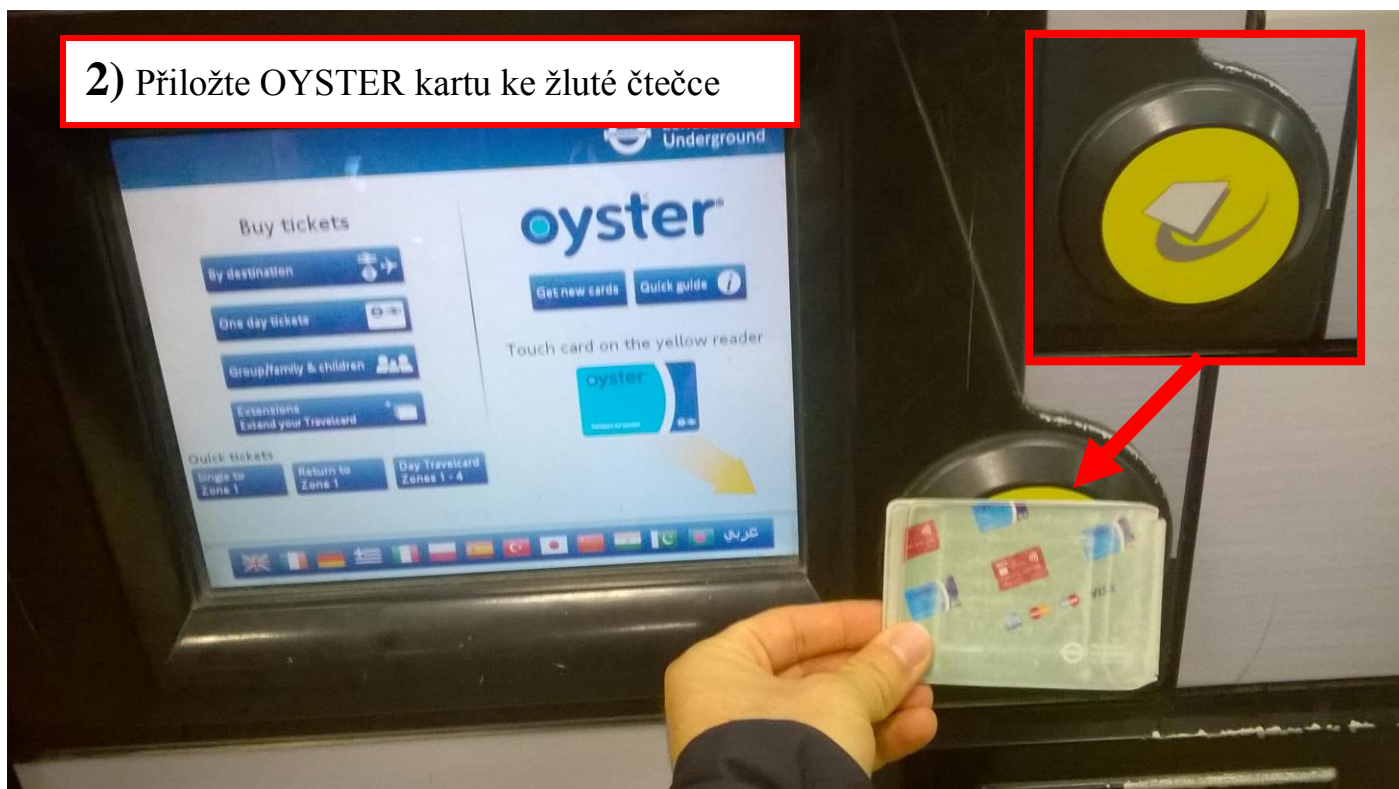 2) Přiložte OYSTER kartu ke žluté čtečce
Underground
Buy tickets
By destination
One day tickets
Group/family & children
Extensions
Extend your Travelcard
Quick tickets
Single to
Zone 1
Return to
Zone 1
Day Travelcard
Zones 1 - 4
oyster
Get new cards
Quick guide
Touch card on the yellow reader
oyster
عربي
VISA